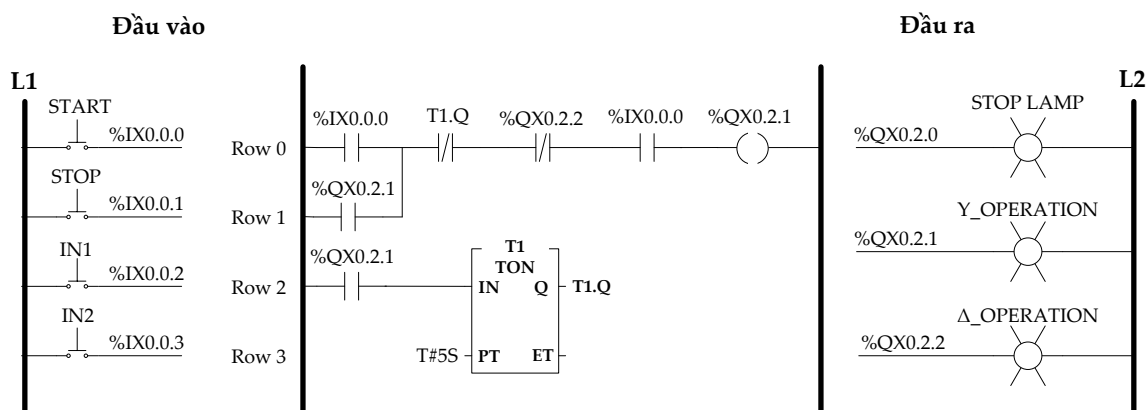 Đầu vào
Đầu ra
L1
L2
START
%IX0.0.0
STOP
%IX0.0.1
IN1
%IX0.0.2
IN2
%IX0.0.3
Row 0
%IX0.0.0
T1.Q
%QX0.2.2
%IX0.0.0
%QX0.2.1
Row 1
%QX0.2.1
Row 2
%QX0.2.1
T1
TON
IN
Q
T1.Q
Row 3
T#5S
PT
ET
STOP LAMP
%QX0.2.0
Y_OPERATION
%QX0.2.1
Δ_OPERATION
%QX0.2.2